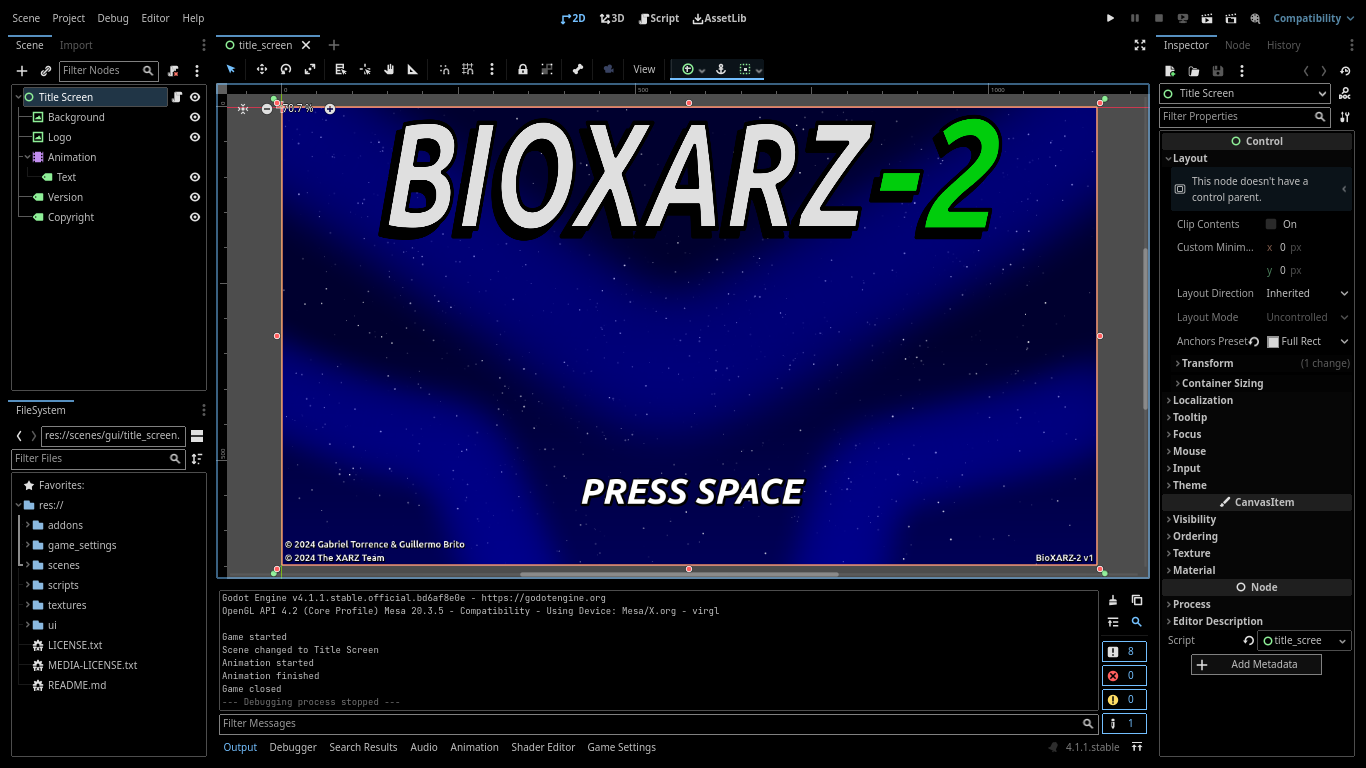 Scene Project Debug Editor Help
2D 3D Script AssetLib
Compatibility
Scene Import
Filter Nodes
Title Screen
Background
Logo
Animation
Text
Version
Copyright
FileSystem
res://scenes/gui/title_screen.
Filter Files
Favorites:
res://
addons
game_settings
scenes
scripts
textures
ui
LICENSE.txt
MEDIA-LICENSE.txt
README.md
title_screen
View
0 500 1000
0
500
70.7 %
BIOXARZ-2
PRESS SPACE
© 2024 Gabriel Torrence & Guillermo Brito
© 2024 The XARZ Team
BioXARZ-2 v1
Godot Engine v4.1.1.stable.official.bd6af8e0e - https://godotengine.org
OpenGL API 4.2 (Core Profile) Mesa 20.3.5 - Compatibility - Using Device: Mesa/X.org - virgl
Game started
Scene changed to Title Screen
Animation started
Animation finished
Game closed
--- Debugging process stopped ---
8
0
0
1
Filter Messages
Output Debugger Search Results Audio Animation Shader Editor Game Settings
4.1.1.stable
Inspector Node History
Title Screen
Filter Properties
Control
Layout
This node doesn't have a
control parent.
Clip Contents On
Custom Minim... x 0 px
y 0 px
Layout Direction Inherited
Layout Mode Uncontrolled
Anchors Preset Full Rect
Transform (1 change)
Container Sizing
Localization
Tooltip
Focus
Mouse
Input
Theme
CanvasItem
Visibility
Ordering
Texture
Material
Node
Process
Editor Description
Script title_scree
Add Metadata